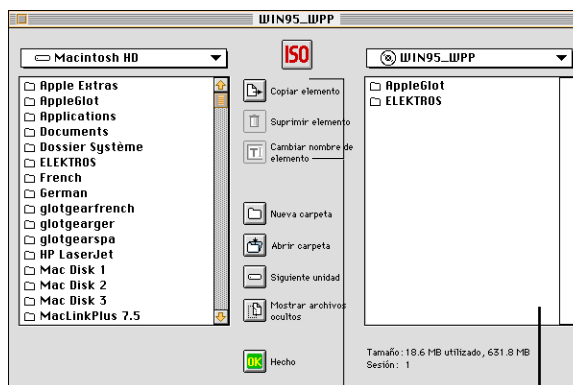 WIN95_WPP
Macintosh HD
ISO
WIN95_WPP
Apple Extras
AppleGlot
Applications
Documents
Dossier Système
ELEKTROS
French
German
glotgearfrench
glotgearger
glotgearspa
HP LaserJet
Mac Disk 1
Mac Disk 2
Mac Disk 3
MacLinkPlus 7.5
Copiar elemento
Suprimir elemento
Cambiar nombre de
elemento
Nueva carpeta
Abrir carpeta
Siguiente unidad
Mostrar archivos
ocultos
OK
Hecho
AppleGlot
ELEKTROS
Tamaño: 18.6 MB utilizado, 631.8 MB
Sesión: 1